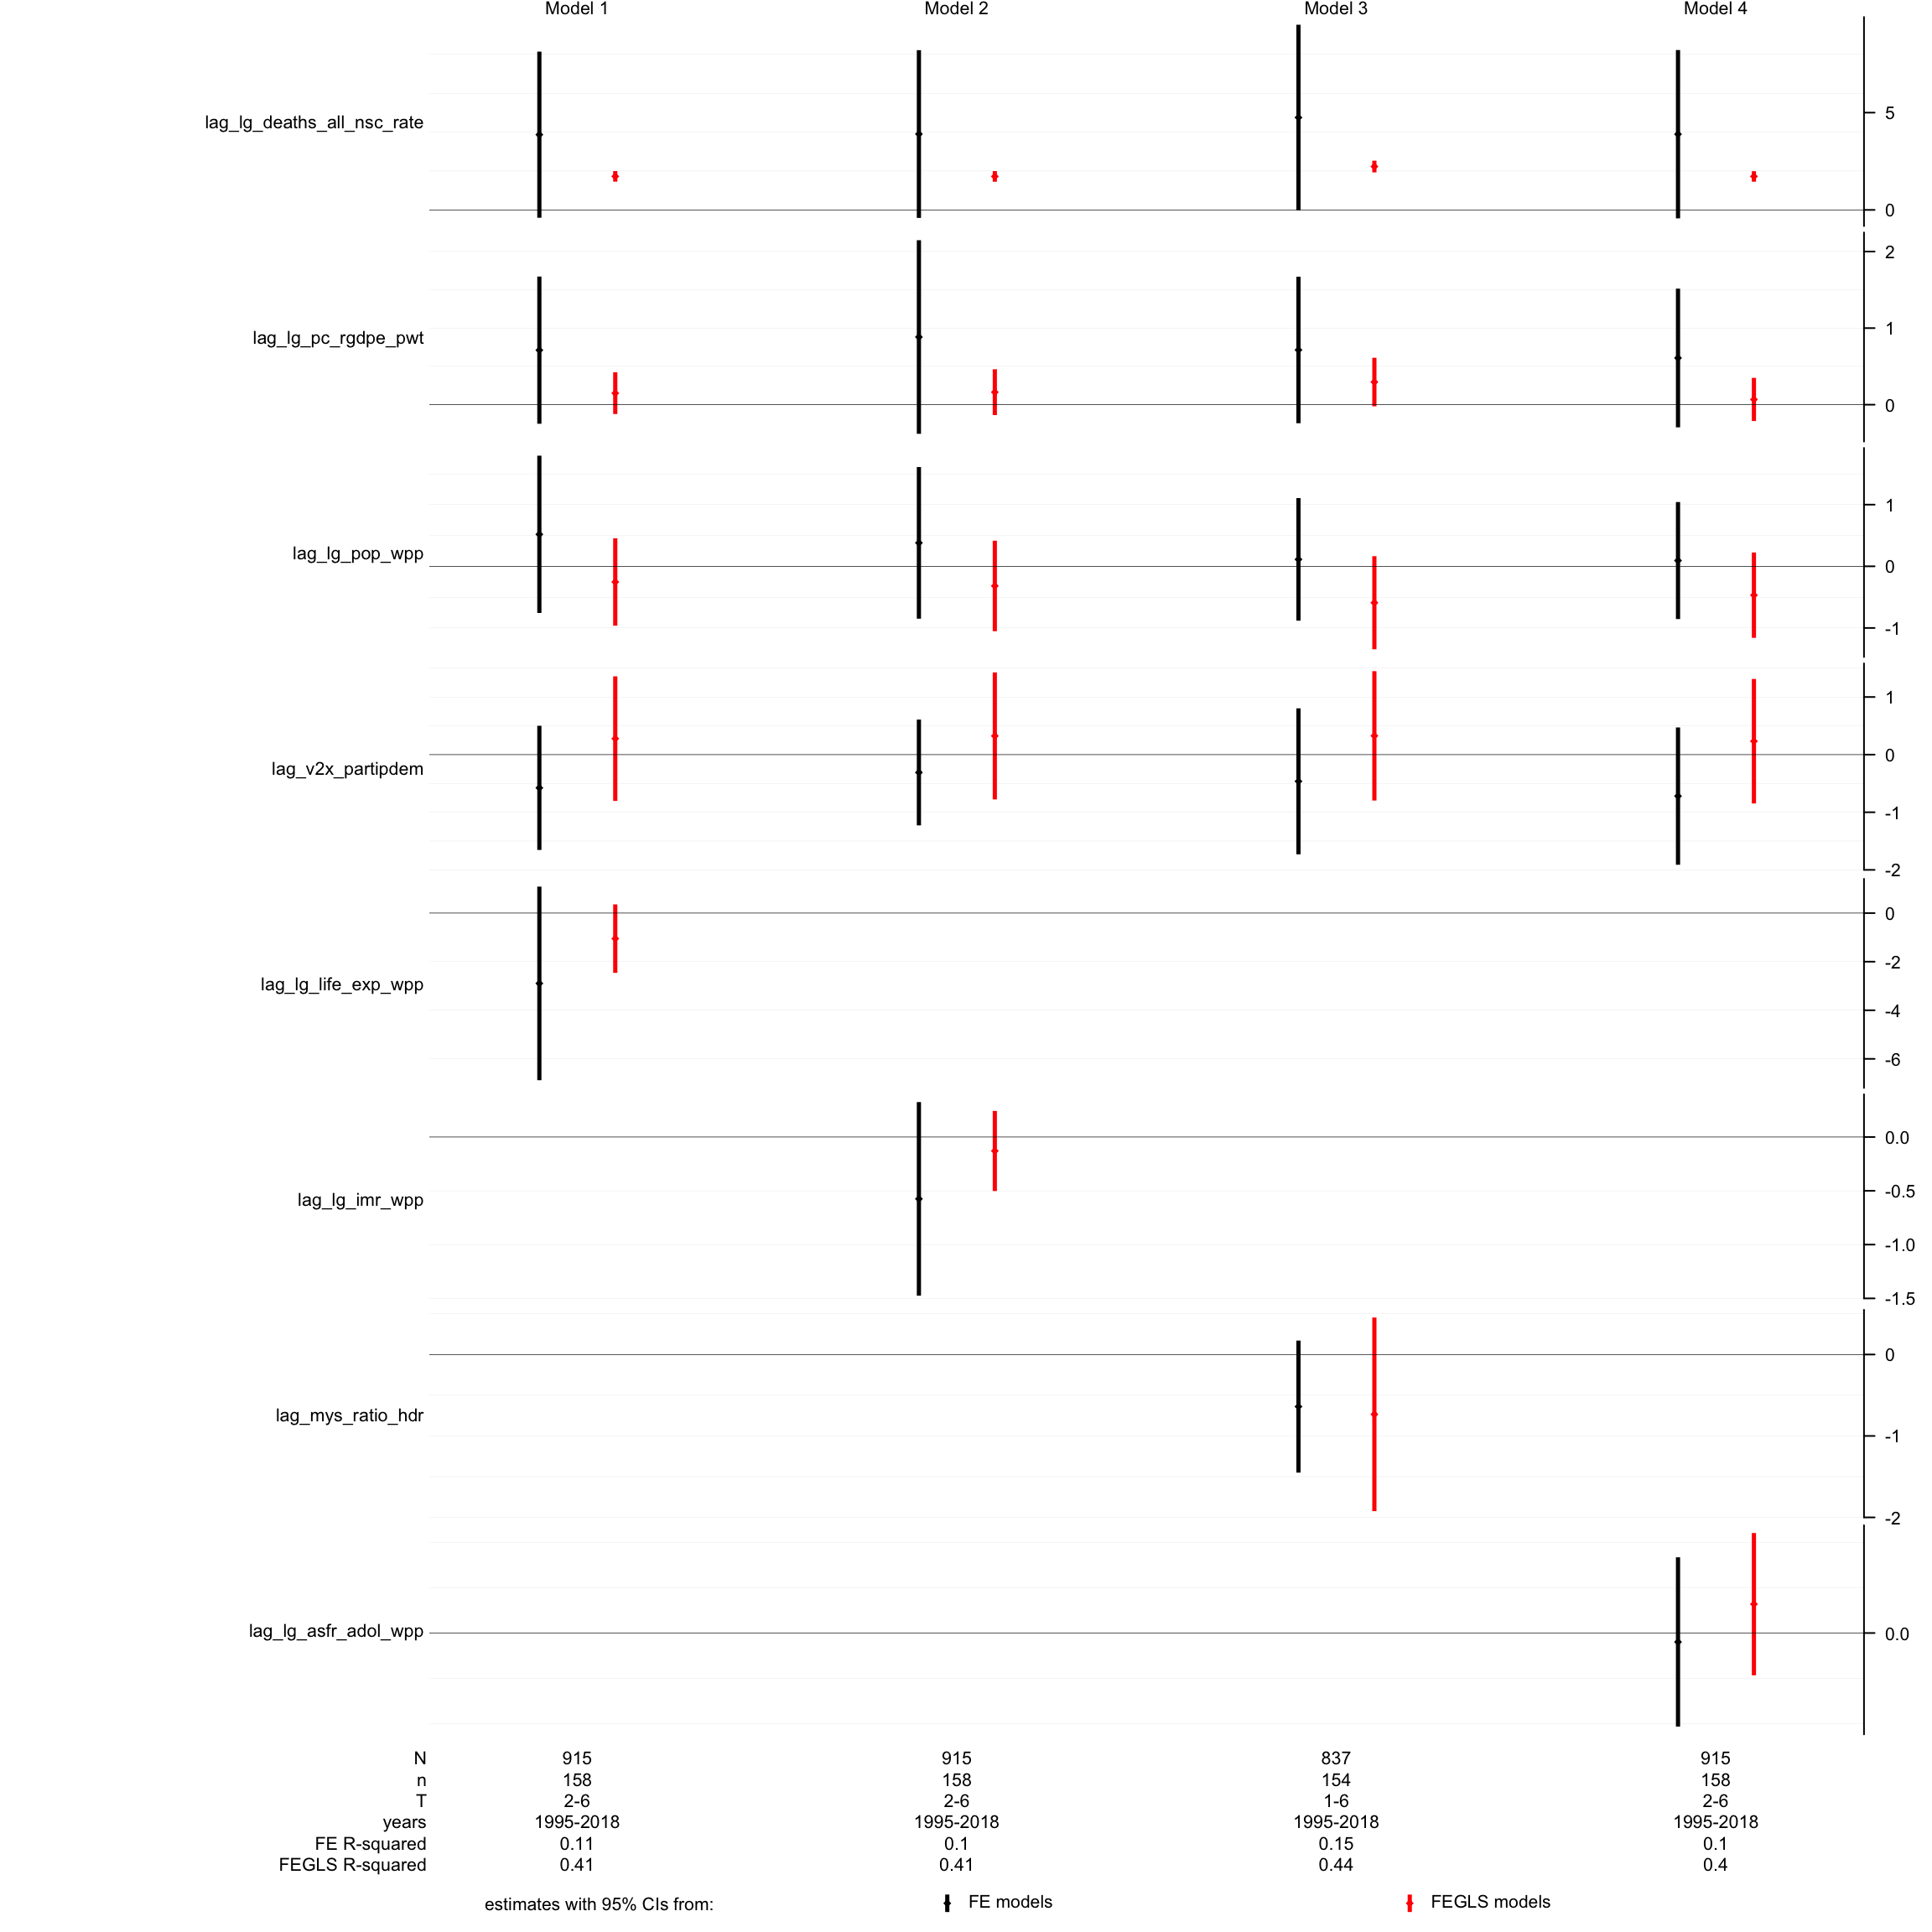 Model 1 Model 2 Model 3 Model 4
lag_lg_deaths_all_nsc_rate
5
0
lag_lg_pc_rgdpe_pwt
2
1
0
lag_lg_pop_wpp
1
0
-1
lag_v2x_partipdem
1
0
-1
-2
lag_lg_life_exp_wpp
0
-2
-4
-6
lag_lg_imr_wpp
0.0
-0.5
-1.0
-1.5
lag_mys_ratio_hdr
0
-1
-2
lag_lg_asfr_adol_wpp
0.0
N 915 915 837 915
n 158 158 154 158
T 2-6 2-6 1-6 2-6
years 1995-2018 1995-2018 1995-2018 1995-2018
FE R-squared 0.11 0.1 0.15 0.1
FEGLS R-squared 0.41 0.41 0.44 0.4
estimates with 95% CIs from: FE models FEGLS models